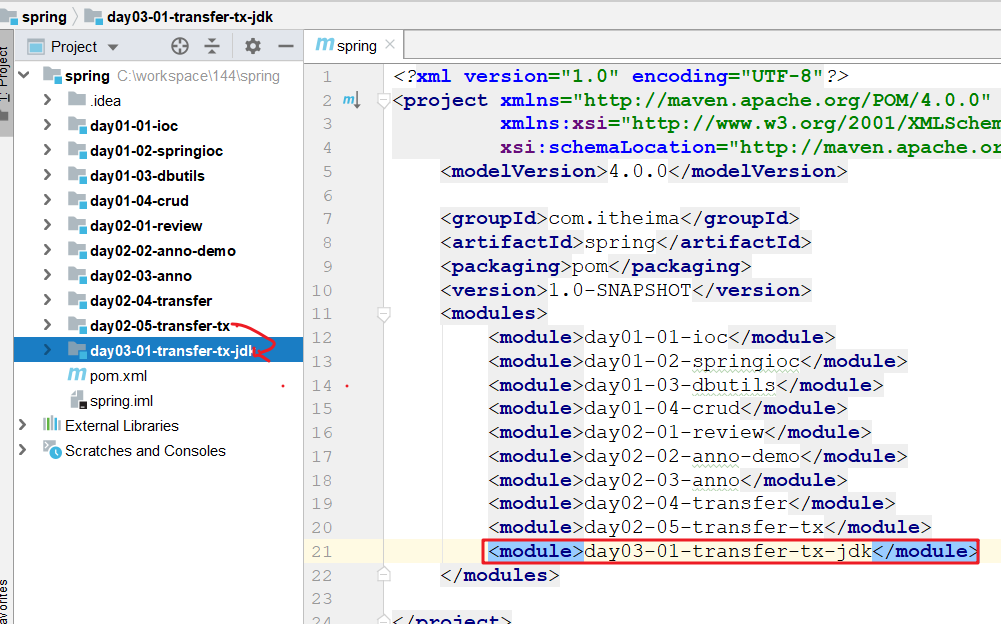 spring day03-01-transfer-tx-jdk
1: Project
Project
spring C:\workspace\144\spring
.idea
day01-01-ioc
day01-02-springioc
day01-03-dbutils
day01-04-crud
day02-01-review
day02-02-anno-demo
day02-03-anno
day02-04-transfer
day02-05-transfer-tx
day03-01-transfer-tx-jdk
m pom.xml
spring.iml
External Libraries
Scratches and Consoles
m spring
1 <?xml version="1.0" encoding="UTF-8"?>
2 m <project xmlns="http://maven.apache.org/POM/4.0.0"
3 xmlns:xsi="http://www.w3.org/2001/XMLSchem
4 xsi:schemaLocation="http://maven.apache.or
5 <modelVersion>4.0.0</modelVersion>
6
7 <groupId>com.itheima</groupId>
8 <artifactId>spring</artifactId>
9 <packaging>pom</packaging>
10 <version>1.0-SNAPSHOT</version>
11 <modules>
12 <module>day01-01-ioc</module>
13 <module>day01-02-springioc</module>
14 <module>day01-03-dbutils</module>
15 <module>day01-04-crud</module>
16 <module>day02-01-review</module>
17 <module>day02-02-anno-demo</module>
18 <module>day02-03-anno</module>
19 <module>day02-04-transfer</module>
20 <module>day02-05-transfer-tx</module>
21 <module>day03-01-transfer-tx-jdk</module>
22 </modules>
23
24 </project>